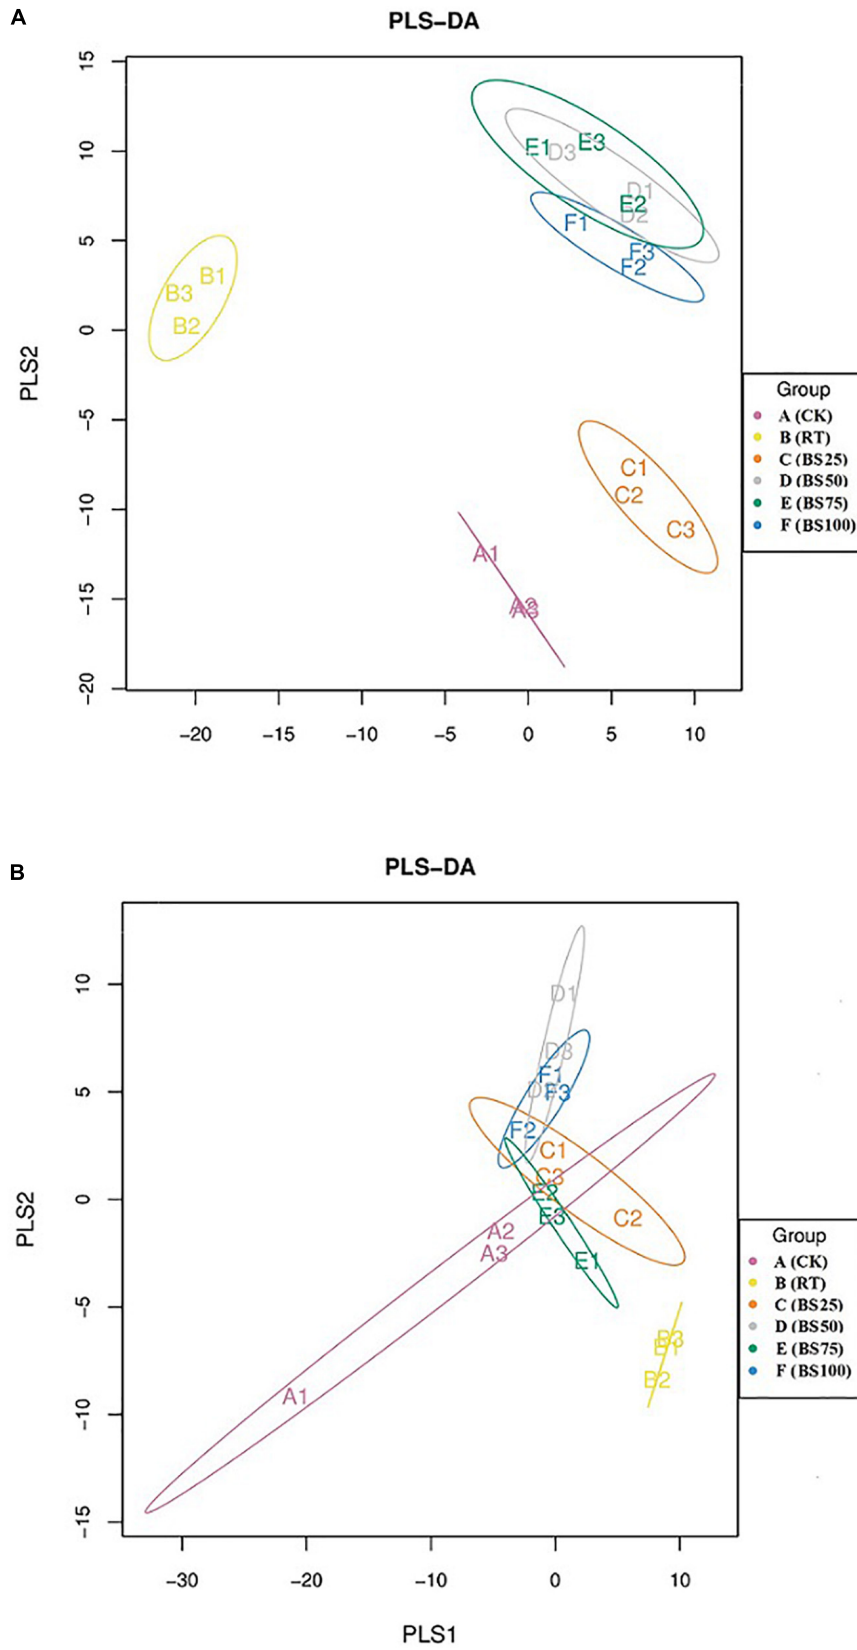 A
PLS-DA
15
10
5
0
-5
-10
-15
-20
PLS2
E1
D3
E3
D1
E2
D2
F1
F3
F2
B1
B3
B2
C1
C2
C3
A1
A3
-20 -15 -10 -5 0 5 10
Group
A (CK)
B (RT)
C (BS25)
D (BS50)
E (BS75)
F (BS100)
B
PLS-DA
10
5
0
-5
-10
-15
PLS2
D1
D3
F1
F3
F2
C1
C3
E2
E3
C2
A2
A3
E1
B3
B1
B2
A1
-30 -20 -10 0 10
PLS1
Group
A (CK)
B (RT)
C (BS25)
D (BS50)
E (BS75)
F (BS100)